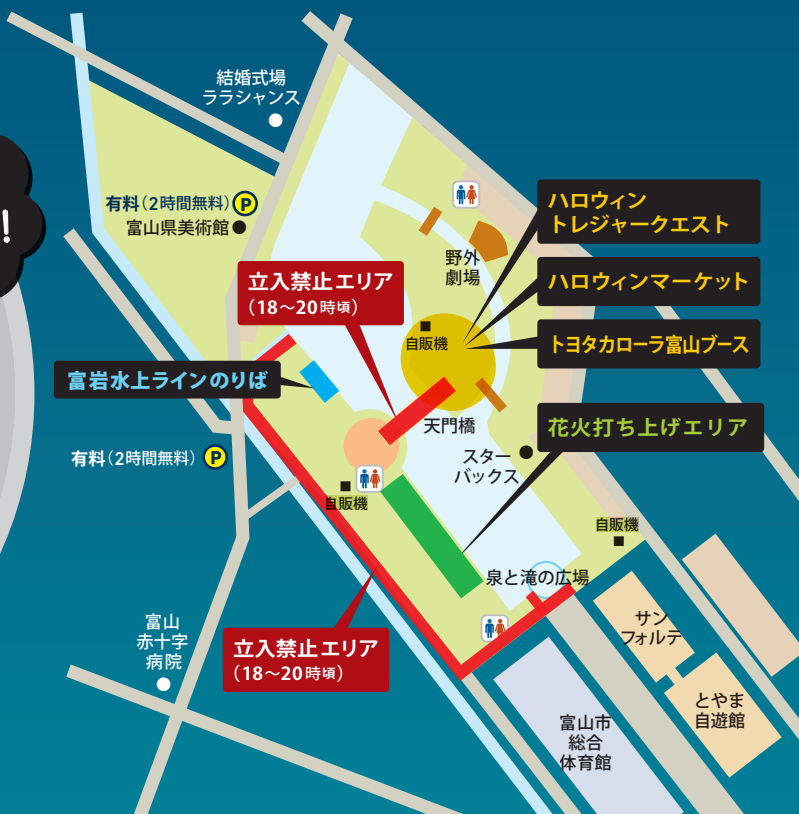 結婚式場
ララシャンス
有料(2時間無料) P
富山県美術館
!
野外
劇場
ハロウィン
トレジャークエスト
立入禁止エリア
(18〜20時頃)
ハロウィンマーケット
自販機
トヨタカローラ富山ブース
富岩水上ラインのりば
天門橋
花火打ち上げエリア
有料(2時間無料) P
スター
バックス
自販機
自販機
泉と滝の広場
富山
赤十字
病院
立入禁止エリア
(18〜20時頃)
サン
フォルテ
とやま
自遊館
富山市
総合
体育館